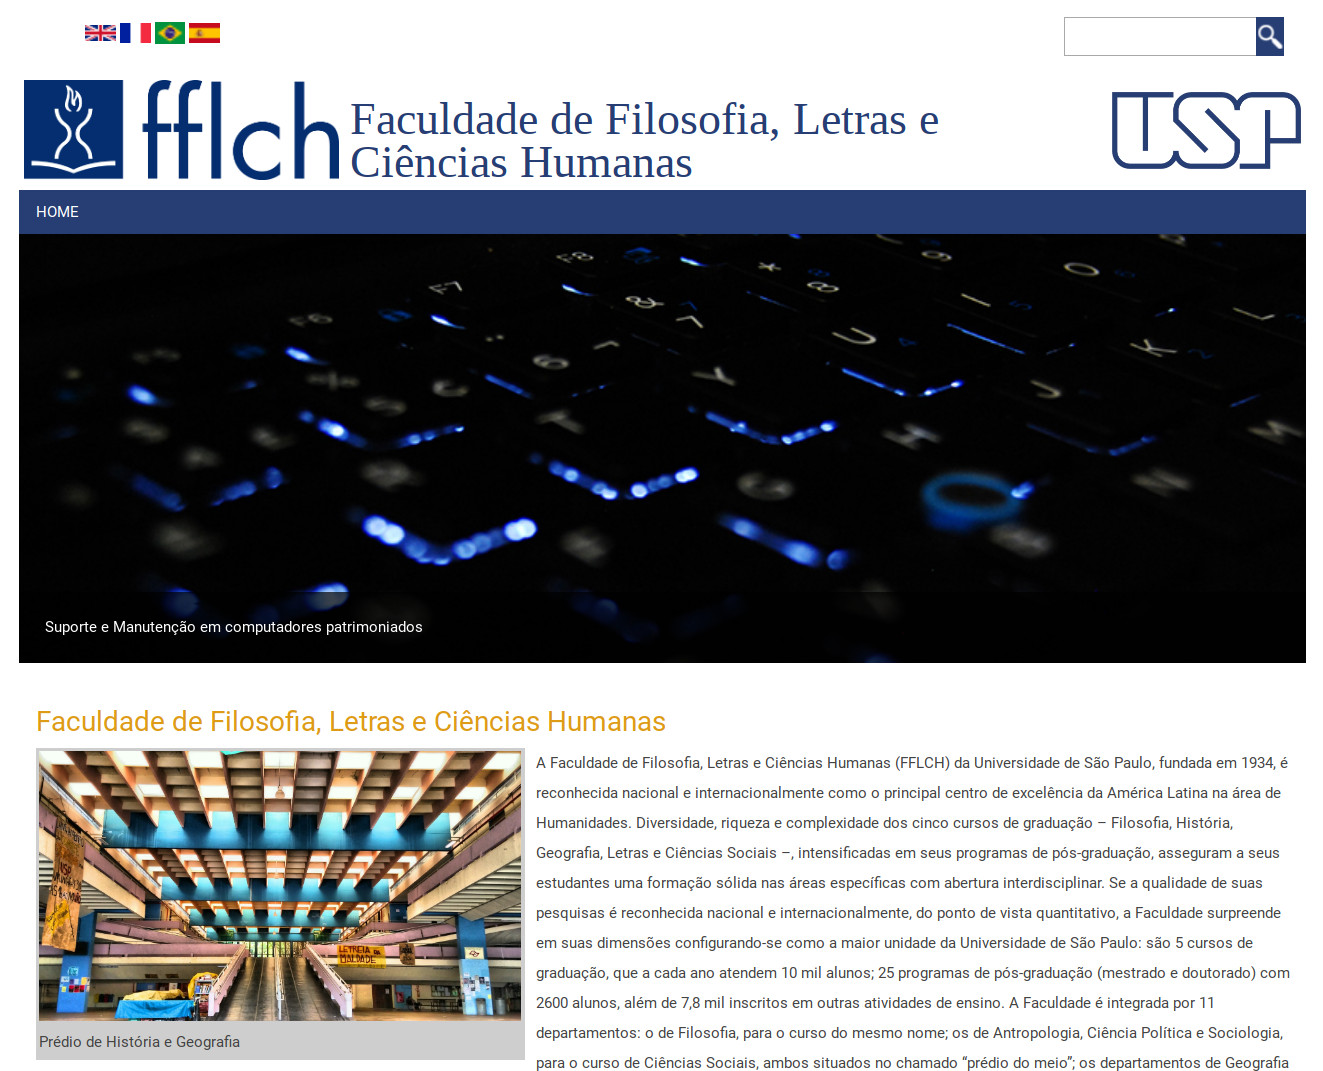 fflch
Faculdade de Filosofia, Letras e
Ciências Humanas
USP
HOME
Suporte e Manutenção em computadores patrimoniados
Faculdade de Filosofia, Letras e Ciências Humanas
A Faculdade de Filosofia, Letras e Ciências Humanas (FFLCH) da Universidade de São Paulo, fundada em 1934, é
reconhecida nacional e internacionalmente como o principal centro de excelência da América Latina na área de
Humanidades. Diversidade, riqueza e complexidade dos cinco cursos de graduação – Filosofia, História,
Geografia, Letras e Ciências Sociais –, intensificadas em seus programas de pós-graduação, asseguram a seus
estudantes uma formação sólida nas áreas específicas com abertura interdisciplinar. Se a qualidade de suas
pesquisas é reconhecida nacional e internacionalmente, do ponto de vista quantitativo, a Faculdade surpreende
em suas dimensões configurando-se como a maior unidade da Universidade de São Paulo: são 5 cursos de
graduação, que a cada ano atendem 10 mil alunos; 25 programas de pós-graduação (mestrado e doutorado) com
2600 alunos, além de 7,8 mil inscritos em outras atividades de ensino. A Faculdade é integrada por 11
departamentos: o de Filosofia, para o curso do mesmo nome; os de Antropologia, Ciência Política e Sociologia,
para o curso de Ciências Sociais, ambos situados no chamado “prédio do meio”; os departamentos de Geografia
LETREIA DA
MALDADE
Prédio de História e Geografia